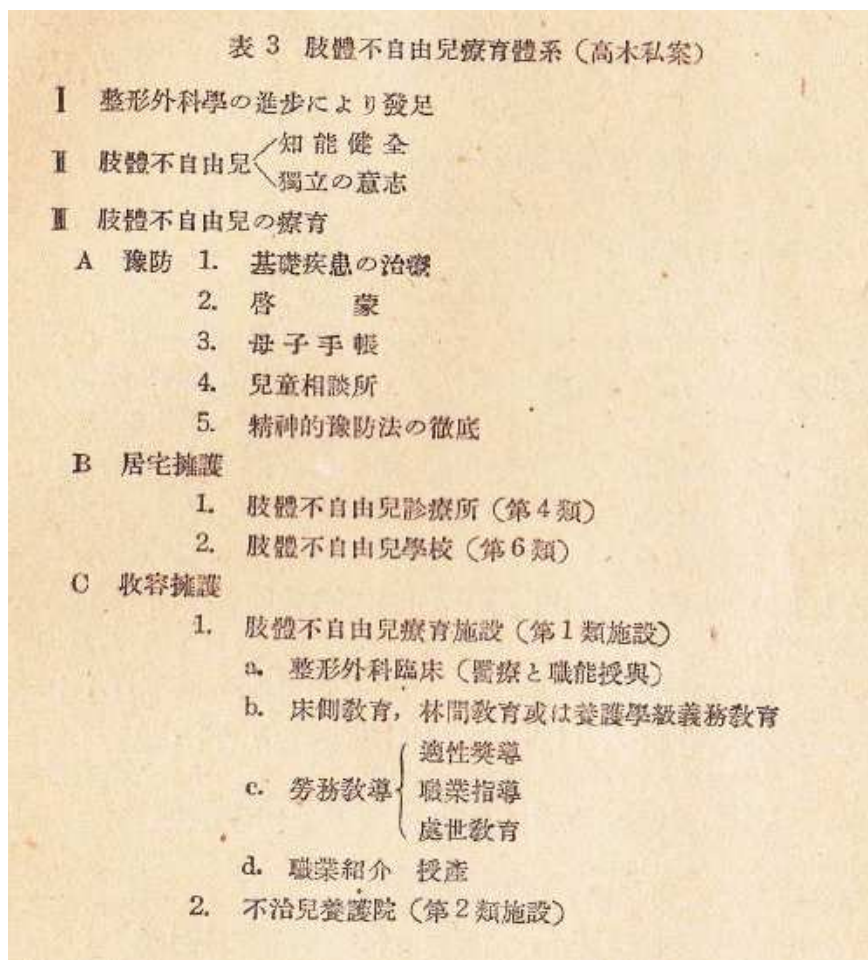 表 3 肢體不自由兒療育體系（高木私案）
Ⅰ 整形外科學の進步により發足
Ⅱ 肢體不自由兒 知能健全
獨立の意志
Ⅲ 肢體不自由兒の療育
A 豫防 1. 基礎疾患の治療
2. 啓蒙
3. 母子手帳
4. 兒童相談所
5. 精神的豫防法の徹底
B 居宅擁護
1. 肢體不自由兒診療所（第4類）
2. 肢體不自由兒學校（第6類）
C 收容擁護
1. 肢體不自由兒療育施設（第1類施設）
a. 整形外科臨床（醫療と職能授與）
b. 床側敎育，林間敎育或は養護學級義務敎育
適性奬導
c. 勞務敎導 職業指導
處世敎育
d. 職業紹介 授產
2. 不治兒養護院（第2類施設）